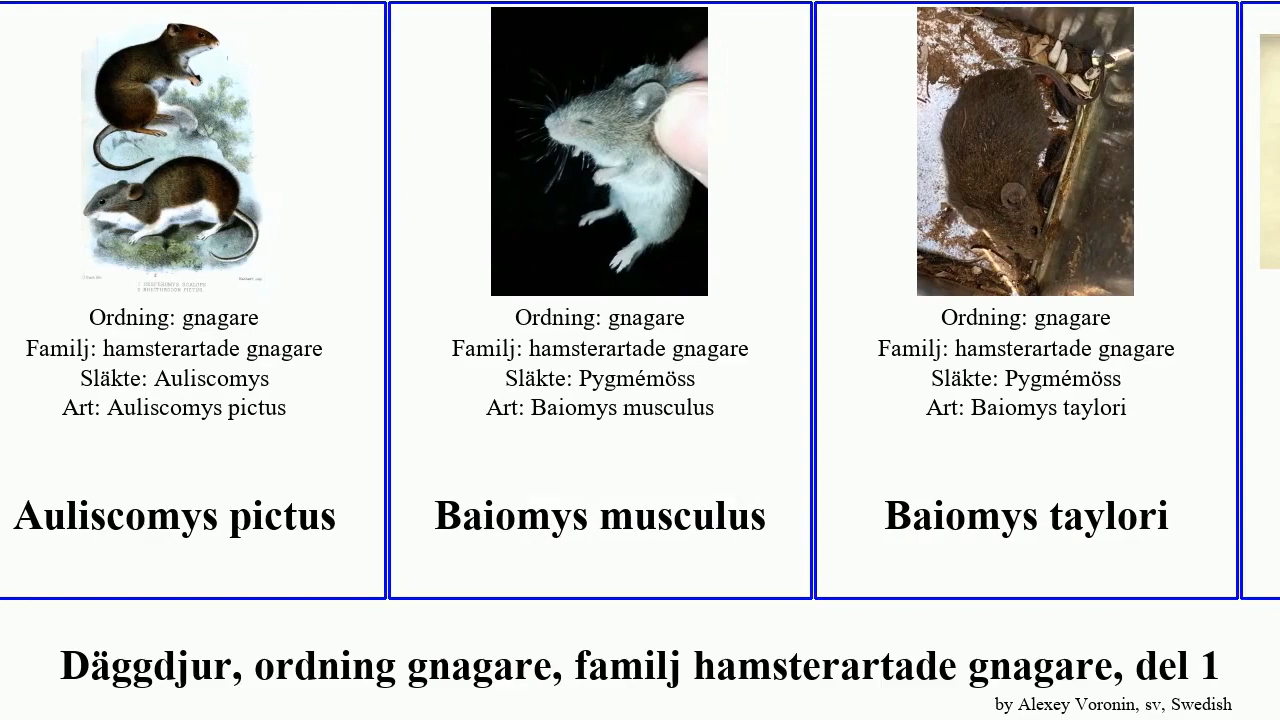 Ordning: gnagare
Familj: hamsterartade gnagare
Släkte: Auliscomys
Art: Auliscomys pictus
Auliscomys pictus
Ordning: gnagare
Familj: hamsterartade gnagare
Släkte: Pygmémöss
Art: Baiomys musculus
Baiomys musculus
Ordning: gnagare
Familj: hamsterartade gnagare
Släkte: Pygmémöss
Art: Baiomys taylori
Baiomys taylori
Däggdjur, ordning gnagare, familj hamsterartade gnagare, del 1
by Alexey Voronin, sv, Swedish